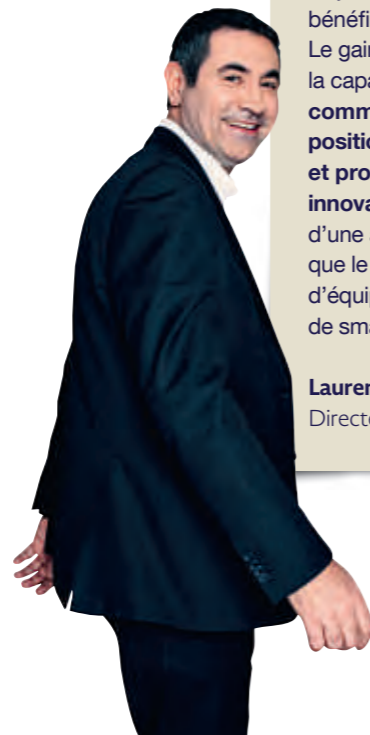 bénéfi
Le gain
la capa
comm
positio
et pro
innova
d'une
que le
d'équi
de sma
Lauren
Directe